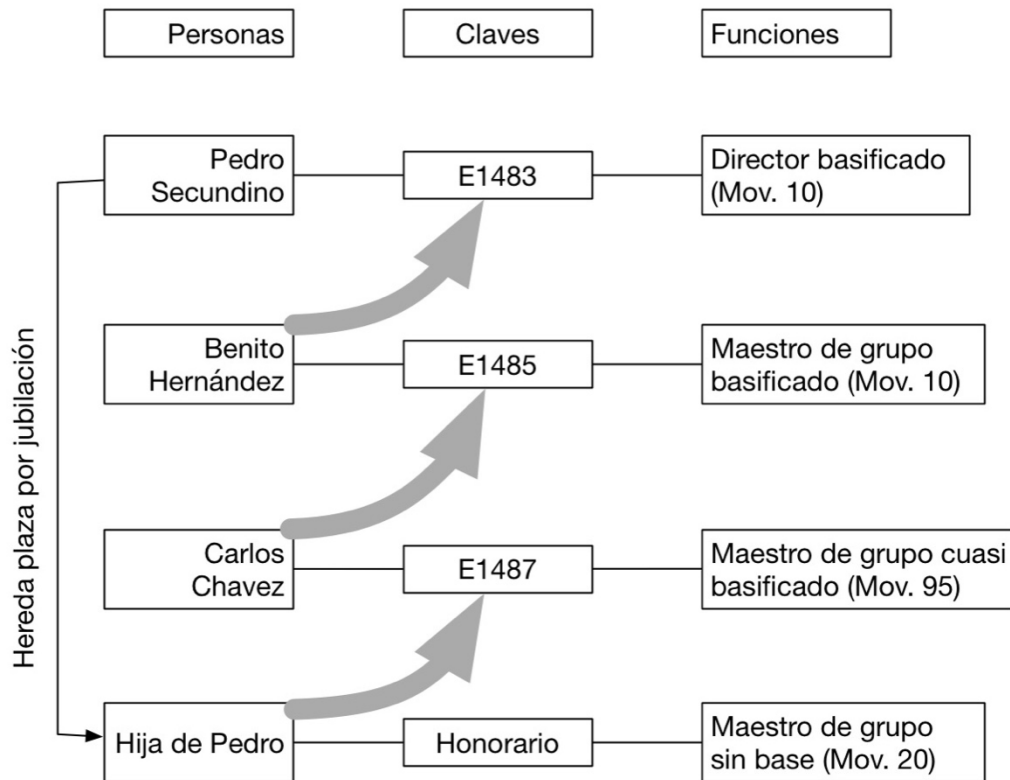 Personas
Claves
Funciones
Pedro
Secundino
E1483
Director basificado
(Mov. 10)
Benito
Hernández
E1485
Maestro de grupo
basificado (Mov. 10)
Carlos
Chavez
E1487
Maestro de grupo cuasi
basificado (Mov. 95)
Hija de Pedro
Honorario
Maestro de grupo
sin base (Mov. 20)
Hereda plaza por jubilación